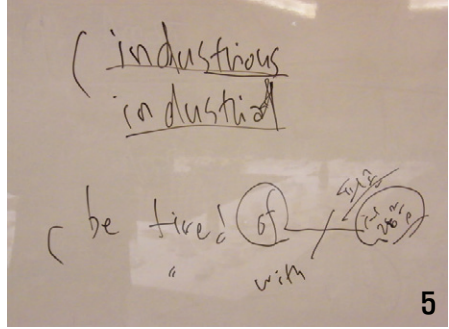 ( industrious
industrial
( be tired of
〃 with
5